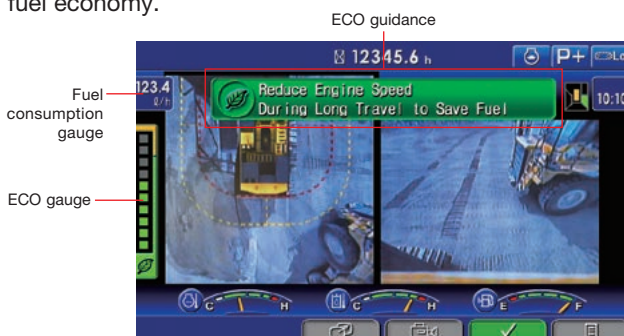 fuel economy.
ECO guidance
12345.6 h
P+
Lo
Reduce Engine Speed
During Long Travel to Save Fuel
123.4
ℓ/h
10:10
Fuel
consumption
gauge
ECO gauge
C H
C H
E F